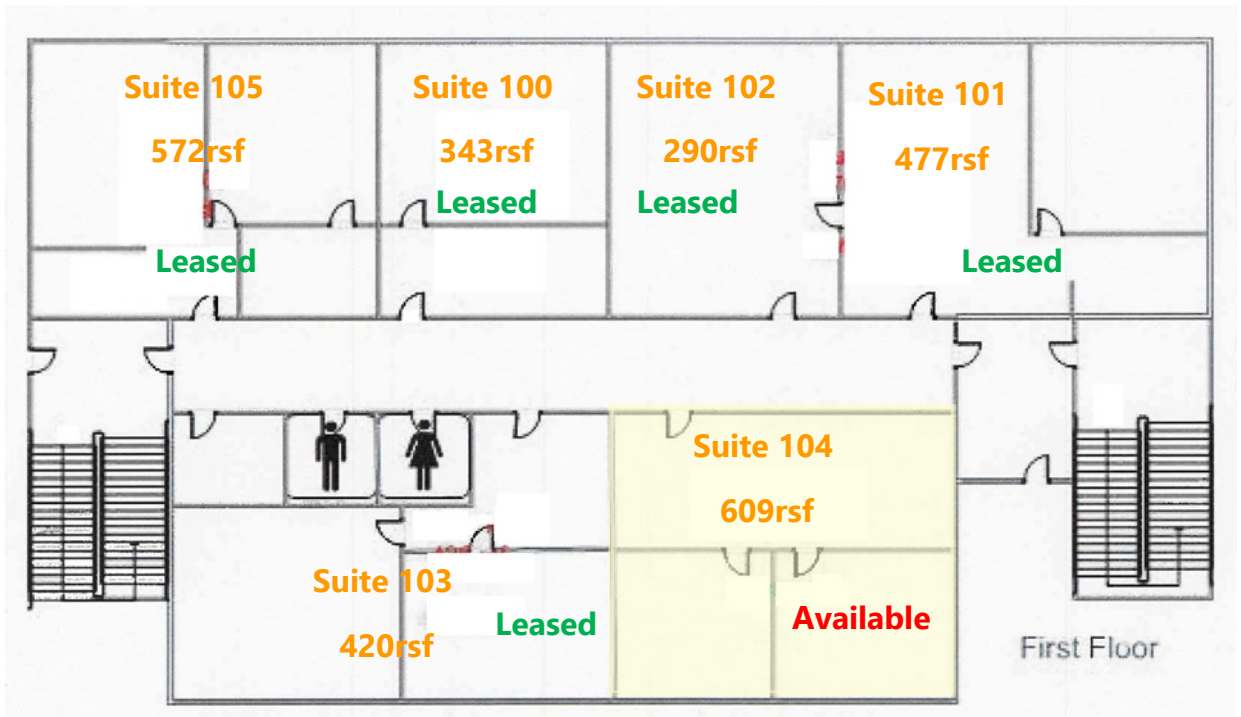 Suite 105
572rsf
Leased
Suite 100
343rsf
Leased
Suite 102
290rsf
Leased
Suite 101
477rsf
Leased
Suite 104
609rsf
Available
Suite 103
420rsf
Leased
First Floor